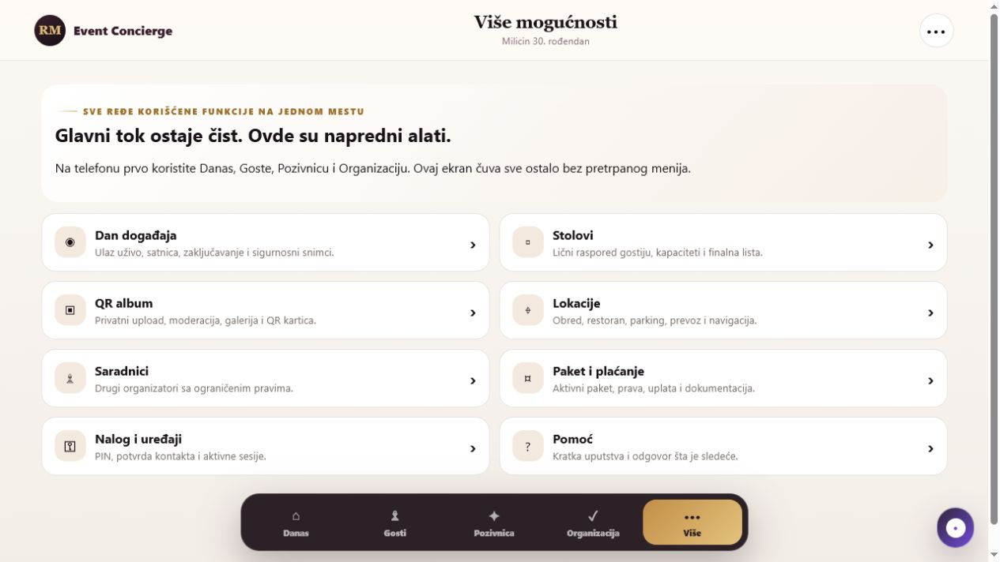 RM
Event Concierge
Više mogućnosti
Milicin 30. rođendan
SVE REĐE KORIŠĆENE FUNKCIJE NA JEDNOM MESTU
Glavni tok ostaje čist. Ovde su napredni alati.
Na telefonu prvo koristite Danas, Goste, Pozivnicu i Organizaciju. Ovaj ekran čuva sve ostalo bez pretrpanog menija.
Dan događaja
Ulaz uživo, satnica, zaključavanje i sigurnosni snimci.
Stolovi
Lični raspored gostiju, kapaciteti i finalna lista.
QR album
Privatni upload, moderacija, galerija i QR kartica.
Lokacije
Obred, restoran, parking, prevoz i navigacija.
Saradnici
Drugi organizatori sa ograničenim pravima.
Paket i plaćanje
Aktivni paket, prava, uplata i dokumentacija.
Nalog i uređaji
PIN, potvrda kontakta i aktivne sesije.
?
Pomoć
Kratka uputstva i odgovor šta je sledeće.
Danas
Gosti
Pozivnica
Organizacija
Više